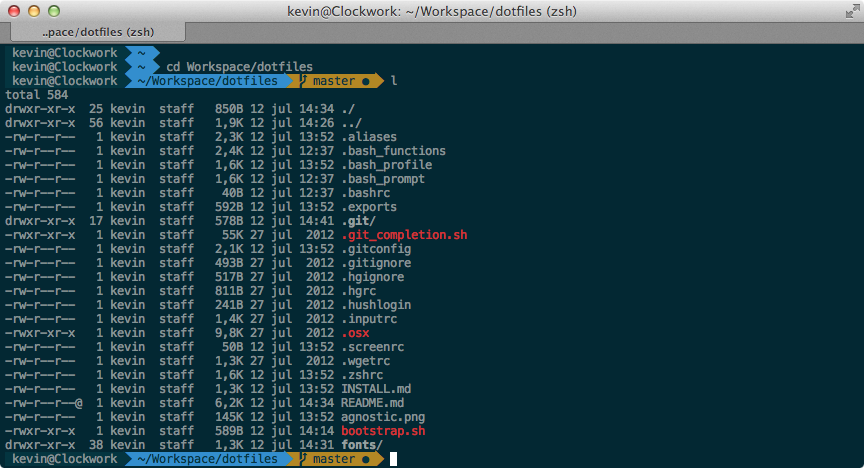 kevin@Clockwork: ~/Workspace/dotfiles (zsh)
..pace/dotfiles (zsh)
kevin@Clockwork ~
kevin@Clockwork ~ cd Workspace/dotfiles
kevin@Clockwork ~/Workspace/dotfiles master ● l
total 584
drwxr-xr-x 25 kevin staff 850B 12 jul 14:34 ./
drwxr-xr-x 56 kevin staff 1,9K 12 jul 14:26 ../
-rw-r--r-- 1 kevin staff 2,3K 12 jul 13:52 .aliases
-rw-r--r-- 1 kevin staff 2,4K 12 jul 12:37 .bash_functions
-rw-r--r-- 1 kevin staff 1,6K 12 jul 13:52 .bash_profile
-rw-r--r-- 1 kevin staff 1,6K 12 jul 12:37 .bash_prompt
-rw-r--r-- 1 kevin staff 40B 12 jul 12:37 .bashrc
-rw-r--r-- 1 kevin staff 592B 12 jul 13:52 .exports
drwxr-xr-x 17 kevin staff 578B 12 jul 14:41 .git/
-rwxr-xr-x 1 kevin staff 55K 27 jul 2012 .git_completion.sh
-rw-r--r-- 1 kevin staff 2,1K 12 jul 13:52 .gitconfig
-rw-r--r-- 1 kevin staff 493B 27 jul 2012 .gitignore
-rw-r--r-- 1 kevin staff 517B 27 jul 2012 .hgignore
-rw-r--r-- 1 kevin staff 811B 27 jul 2012 .hgrc
-rw-r--r-- 1 kevin staff 241B 27 jul 2012 .hushlogin
-rw-r--r-- 1 kevin staff 1,4K 27 jul 2012 .inputrc
-rwxr-xr-x 1 kevin staff 9,8K 27 jul 2012 .osx
-rw-r--r-- 1 kevin staff 50B 12 jul 13:52 .screenrc
-rw-r--r-- 1 kevin staff 1,3K 27 jul 2012 .wgetrc
-rw-r--r-- 1 kevin staff 1,6K 12 jul 13:52 .zshrc
-rw-r--r-- 1 kevin staff 1,3K 12 jul 13:52 INSTALL.md
-rw-r--r--@ 1 kevin staff 6,2K 12 jul 14:34 README.md
-rw-r--r-- 1 kevin staff 145K 12 jul 13:52 agnostic.png
-rwxr-xr-x 1 kevin staff 589B 12 jul 14:14 bootstrap.sh
drwxr-xr-x 38 kevin staff 1,3K 12 jul 14:31 fonts/
kevin@Clockwork ~/Workspace/dotfiles master ●